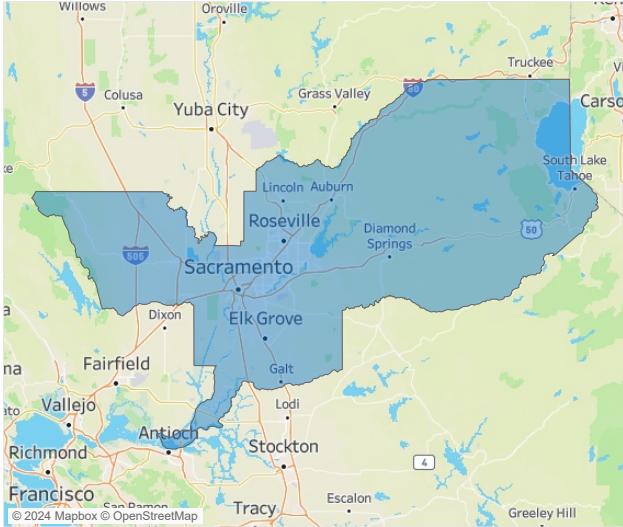 Willows
Oroville
Truckee
5
80
Colusa
Grass Valley
Yuba City
Carso
South Lake
Tahoe
Lincoln
Auburn
Roseville
Diamond
Springs
50
505
Sacramento
Dixon
Elk Grove
Fairfield
Galt
Vallejo
Lodi
Antioch
Richmond
Stockton
4
Francisco
San Ramon
Tracy
Escalon
© 2024 Mapbox © OpenStreetMap
Greeley Hill